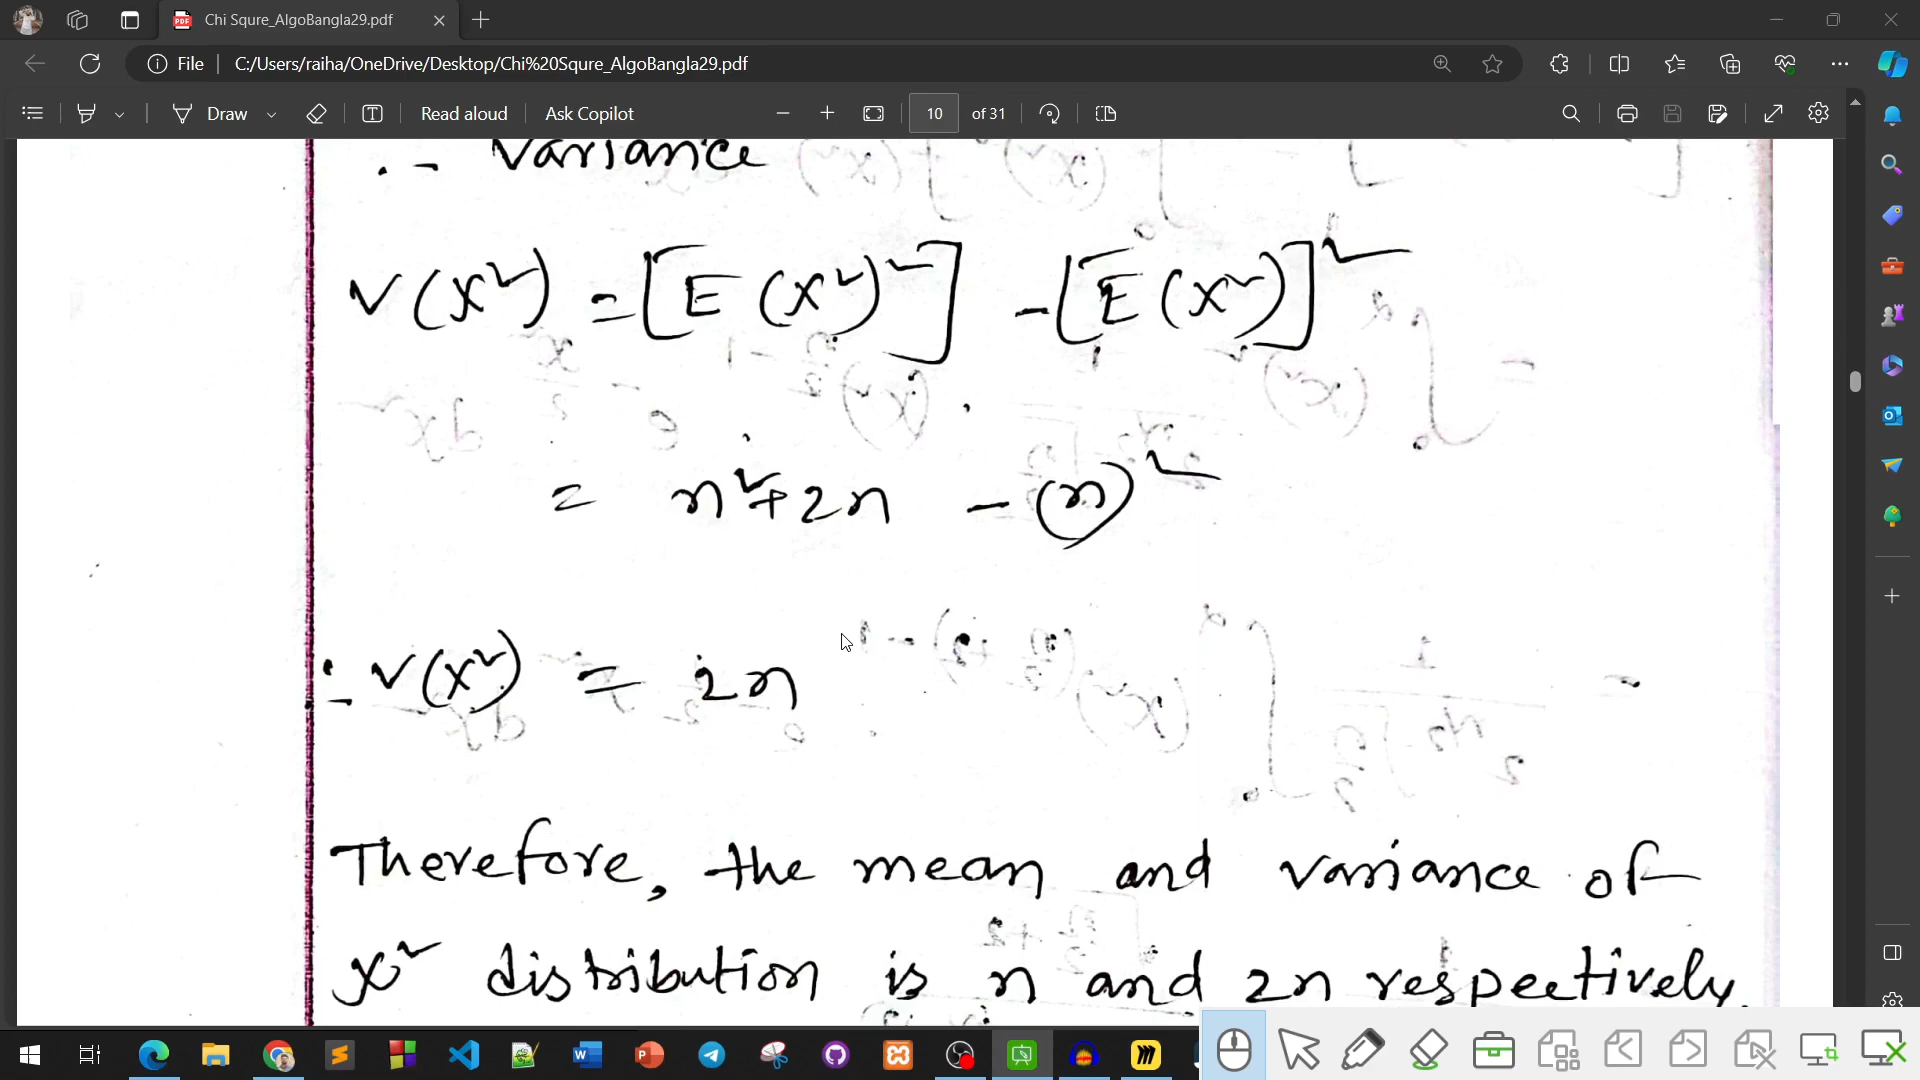 Chi Squre_AlgoBangla29.pdf
File C:/Users/raiha/OneDrive/Desktop/Chi%20Squre_AlgoBangla29.pdf
Draw Read aloud Ask Copilot 10 of 31
∴ Variance
V(χ²) = [E(χ²)²] - [E(χ²)]²
= n²+2n - (n)²
∴ V(χ²) = 2n
Therefore, the mean and variance of
χ² distribution is n and 2n respectively.